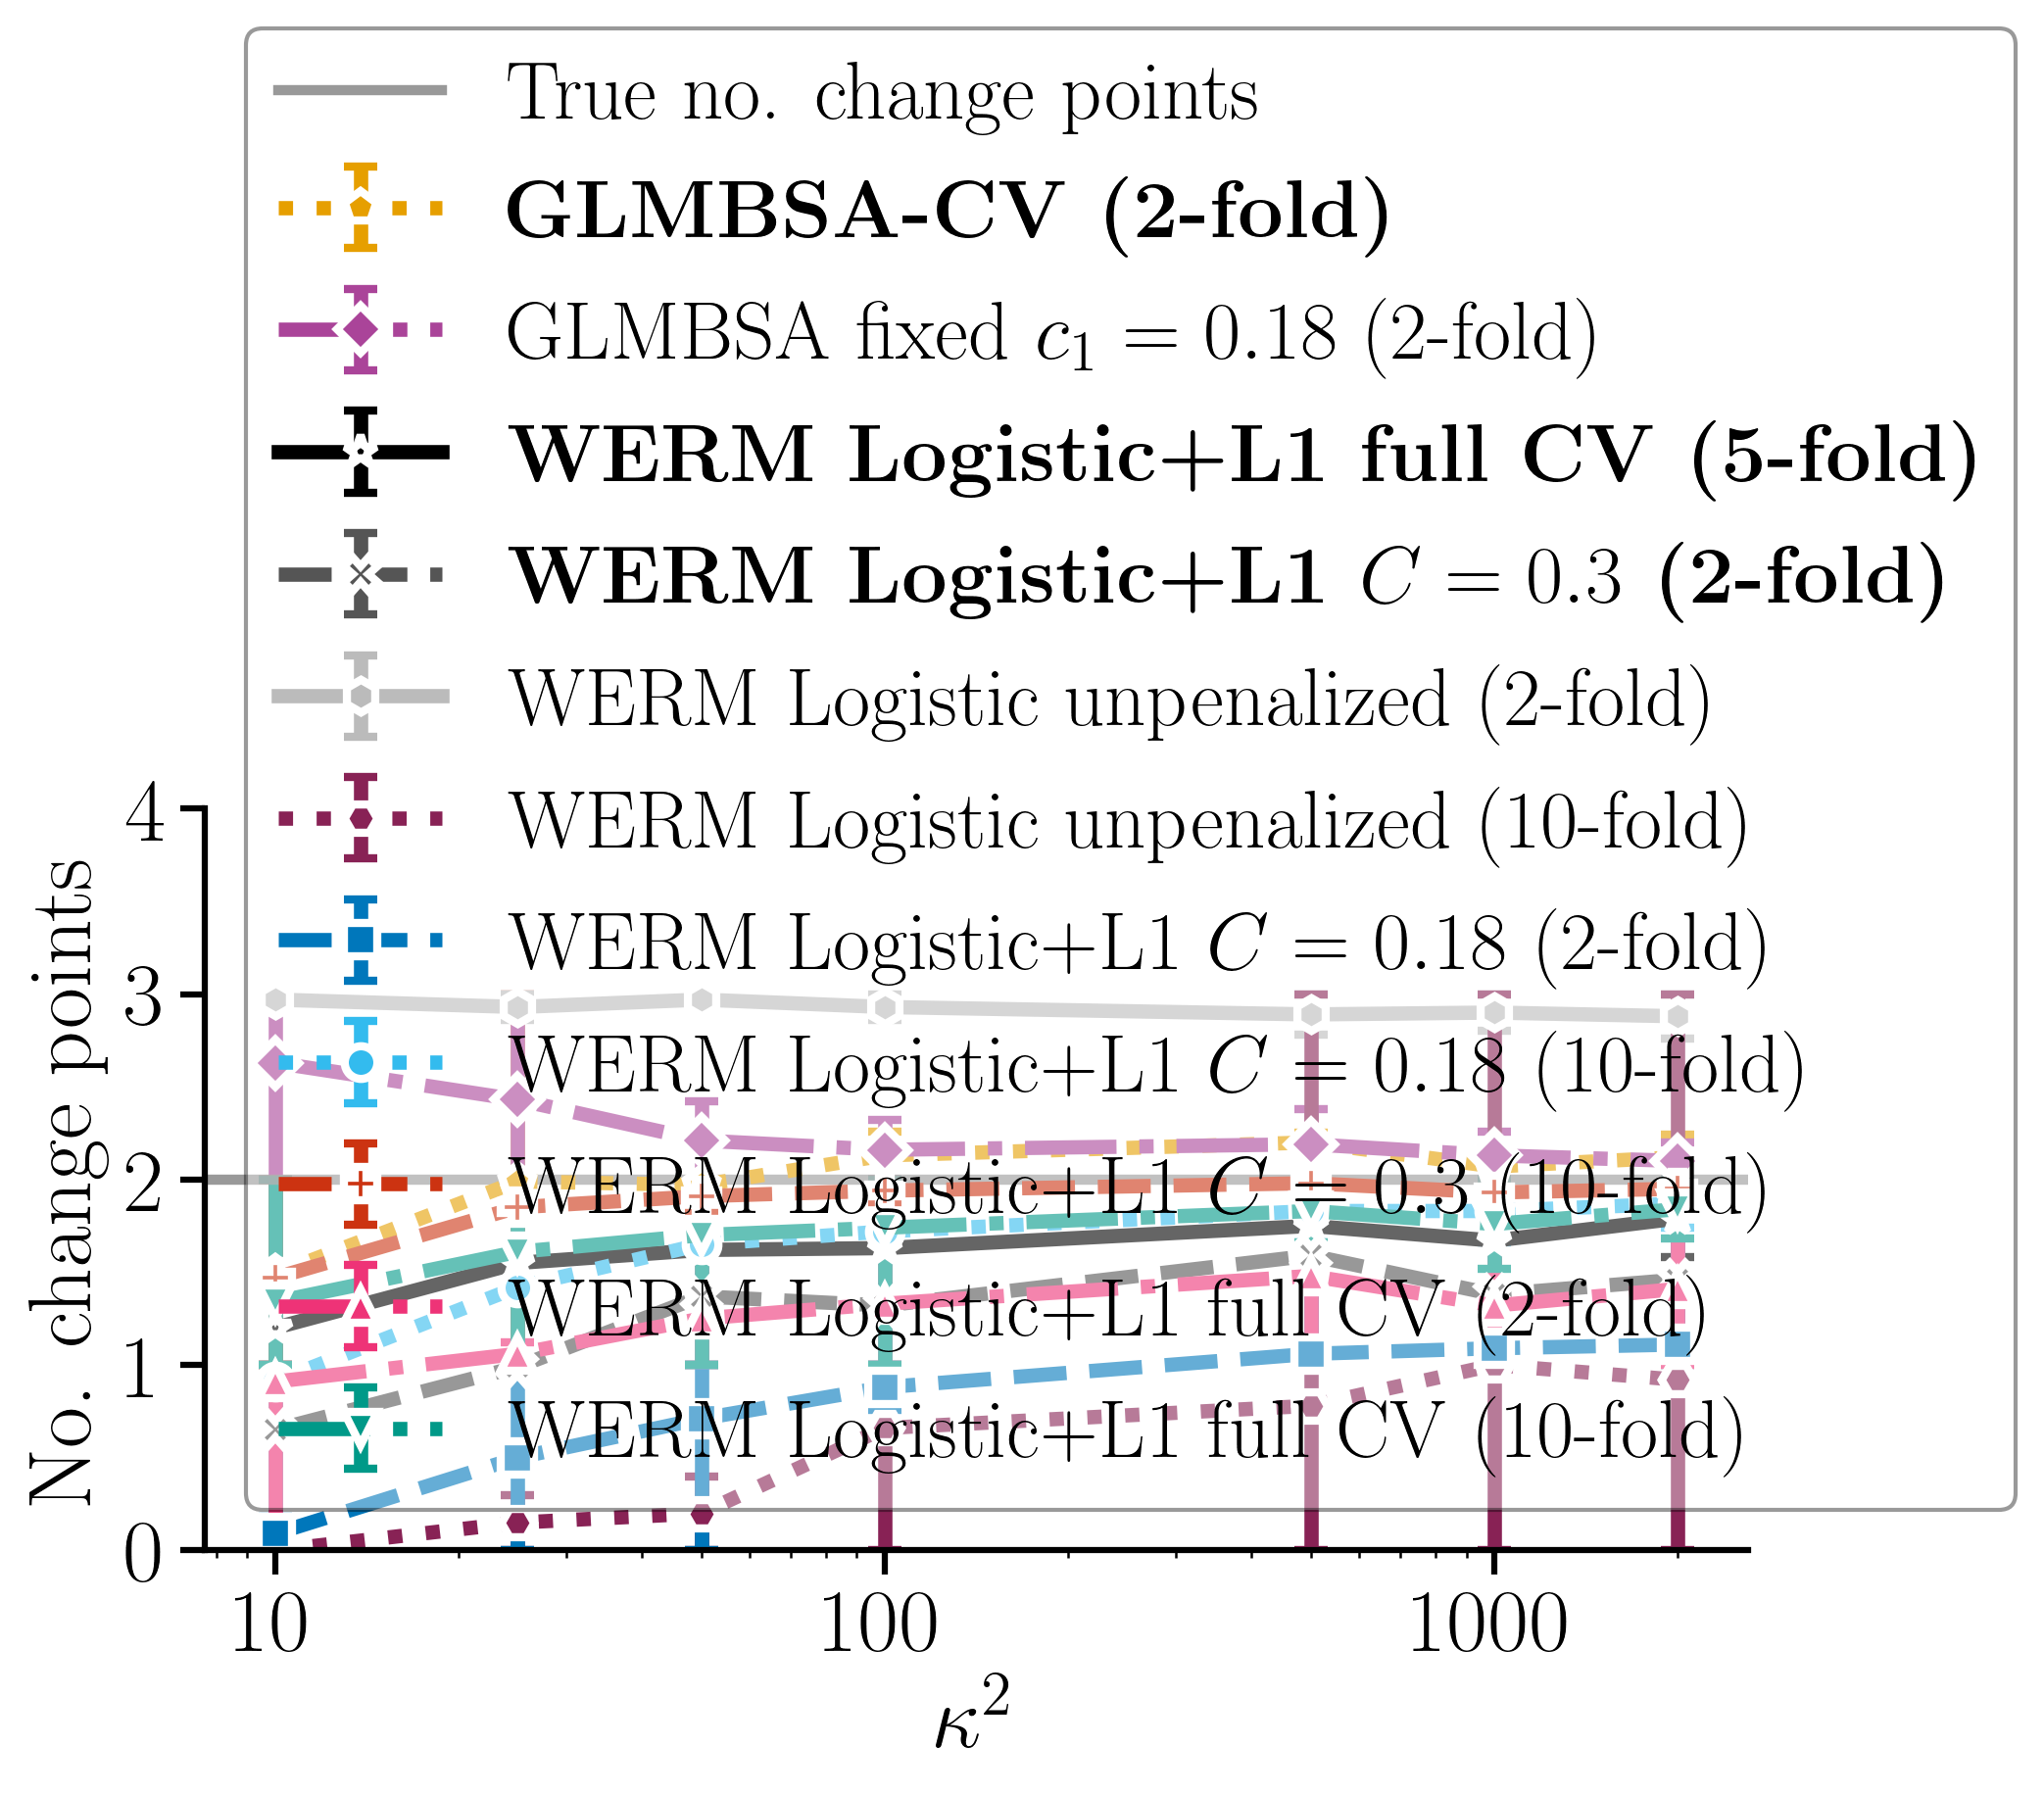 True no. change points
GLMBSA-CV (2-fold)
GLMBSA fixed c₁ = 0.18 (2-fold)
WERM Logistic+L1 full CV (5-fold)
WERM Logistic+L1 C = 0.3 (2-fold)
WERM Logistic unpenalized (2-fold)
WERM Logistic unpenalized (10-fold)
WERM Logistic+L1 C = 0.18 (2-fold)
WERM Logistic+L1 C = 0.18 (10-fold)
WERM Logistic+L1 C = 0.3 (10-fold)
WERM Logistic+L1 full CV (2-fold)
WERM Logistic+L1 full CV (10-fold)
No. change points
4
3
2
1
0
10 100 1000
κ²